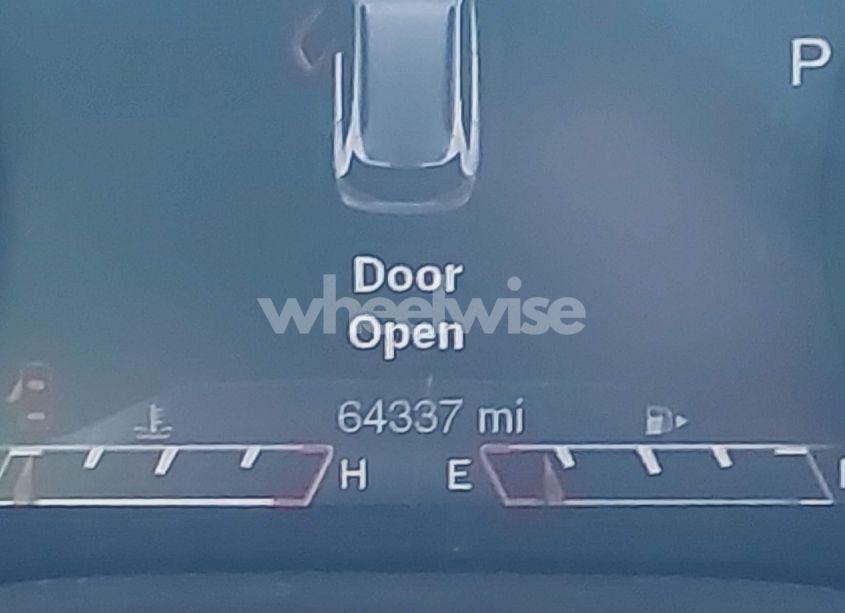 P
Door
wheelwise
Open
64337 mi
H E